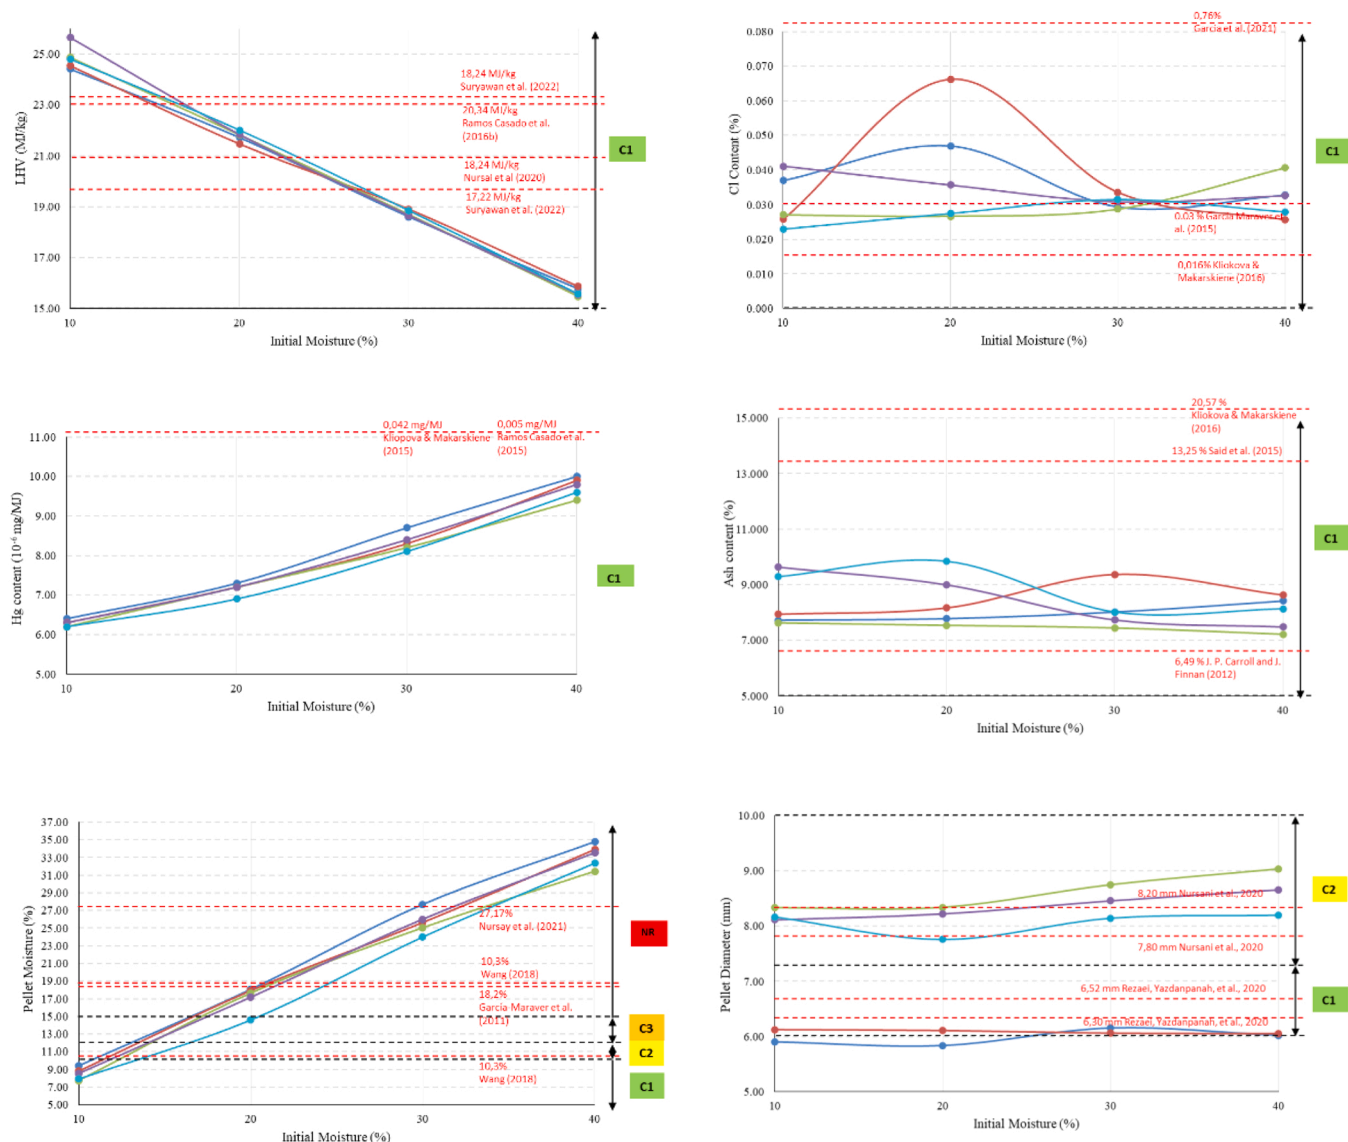 25.00
23.00
21.00
19.00
17.00
15.00
LHV (MJ/kg)
18,24 MJ/kg
Suryawan et al. (2022)
20,34 MJ/kg
Ramos Casado et al.
(2016b)
18,24 MJ/kg
Nursal et al (2020)
17,22 MJ/kg
Suryawan et al. (2022)
C1
10
20
30
40
Initial Moisture (%)
0.080
0.070
0.060
0.050
0.040
0.030
0.020
0.010
0.000
Cl Content (%)
0,76%
Garcia et al. (2021)
0.03 % Garcia Maraver et
al. (2015)
0,016% Kliokova &
Makarskiene (2016)
C1
10
20
30
40
Initial Moisture (%)
11.00
10.00
9.00
8.00
7.00
6.00
5.00
Hg content (10⁻⁶ mg/MJ)
0,042 mg/MJ
Kliopova & Makarskiene
(2015)
0,005 mg/MJ
Ramos Casado et al.
(2015)
C1
10
20
30
40
Initial Moisture (%)
15.000
13.000
11.000
9.000
7.000
5.000
Ash content (%)
20,57 %
Kliokova & Makarskiene
(2016)
13,25 % Said et al. (2015)
6,49 % J. P. Carroll and J.
Finnan (2012)
C1
10
20
30
40
Initial Moisture (%)
37.00
35.00
33.00
31.00
29.00
27.00
25.00
23.00
21.00
19.00
17.00
15.00
13.00
11.00
9.00
7.00
5.00
Pellet Moisture (%)
27,17%
Nursay et al. (2021)
10,3%
Wang (2018)
18,2%
Garcia-Maraver et al.
(2011)
10,3%
Wang (2018)
NR
C3
C2
C1
10
20
30
40
Initial Moisture (%)
10.00
9.00
8.00
7.00
6.00
5.00
Pellet Diameter (mm)
8,20 mm Nursani et al., 2020
7,80 mm Nursani et., 2020
6,52 mm Rezaei, Yazdanpanah, et al., 2020
6,30 mm Rezaei, Yazdanpanah, et al., 2020
C2
C1
10
20
30
40
Initial Moisture (%)